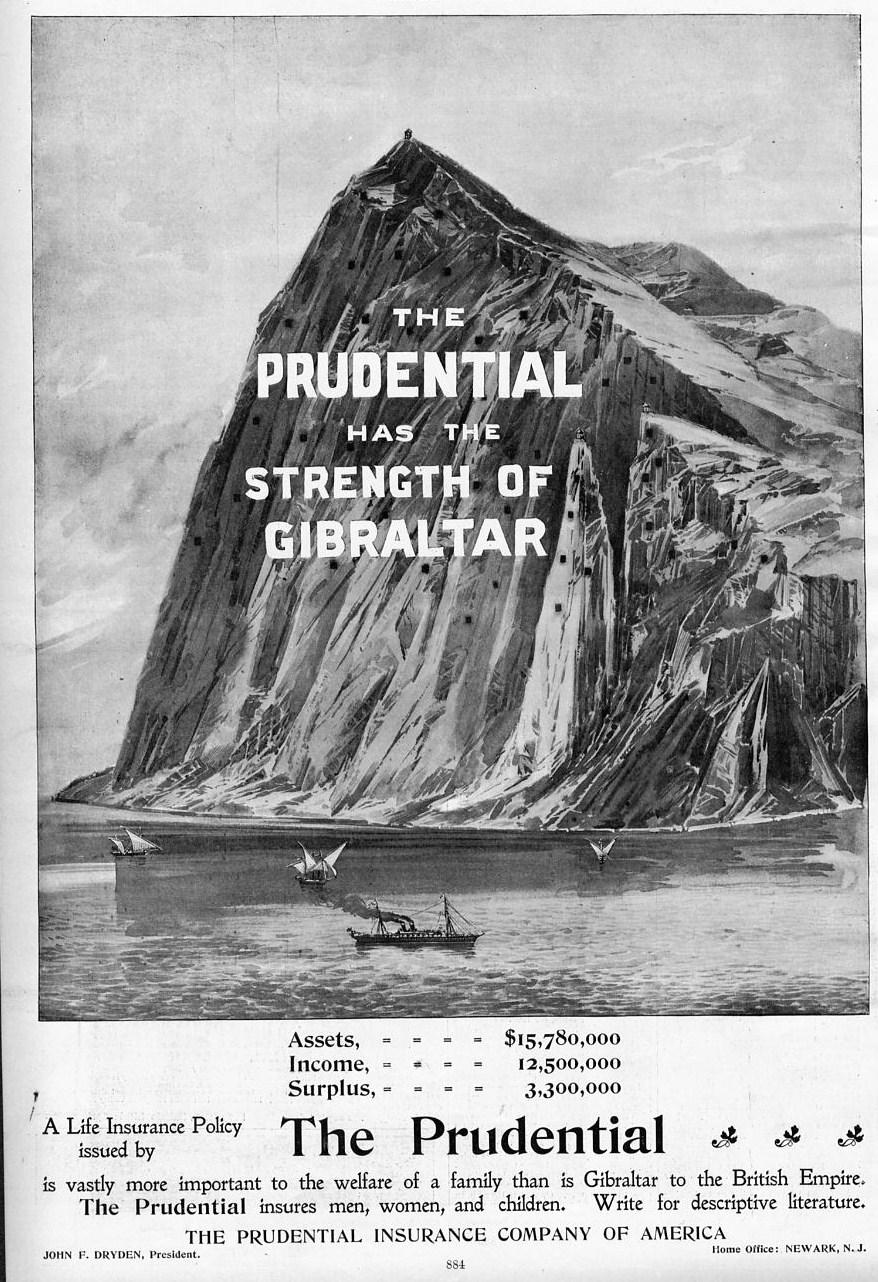 THE
PRUDENTIAL
HAS THE
STRENGTH OF
GIBRALTAR
Assets, = = = = $15,780,000
Income, = = = = 12,500,000
Surplus, = = = = 3,300,000
A Life Insurance Policy
issued by
The Prudential
is vastly more important to the welfare of a family than is Gibraltar to the British Empire.
The Prudential insures men, women, and children. Write for descriptive literature.
THE PRUDENTIAL INSURANCE COMPANY OF AMERICA
JOHN F. DRYDEN, President.
Home Office: NEWARK, N. J.
884